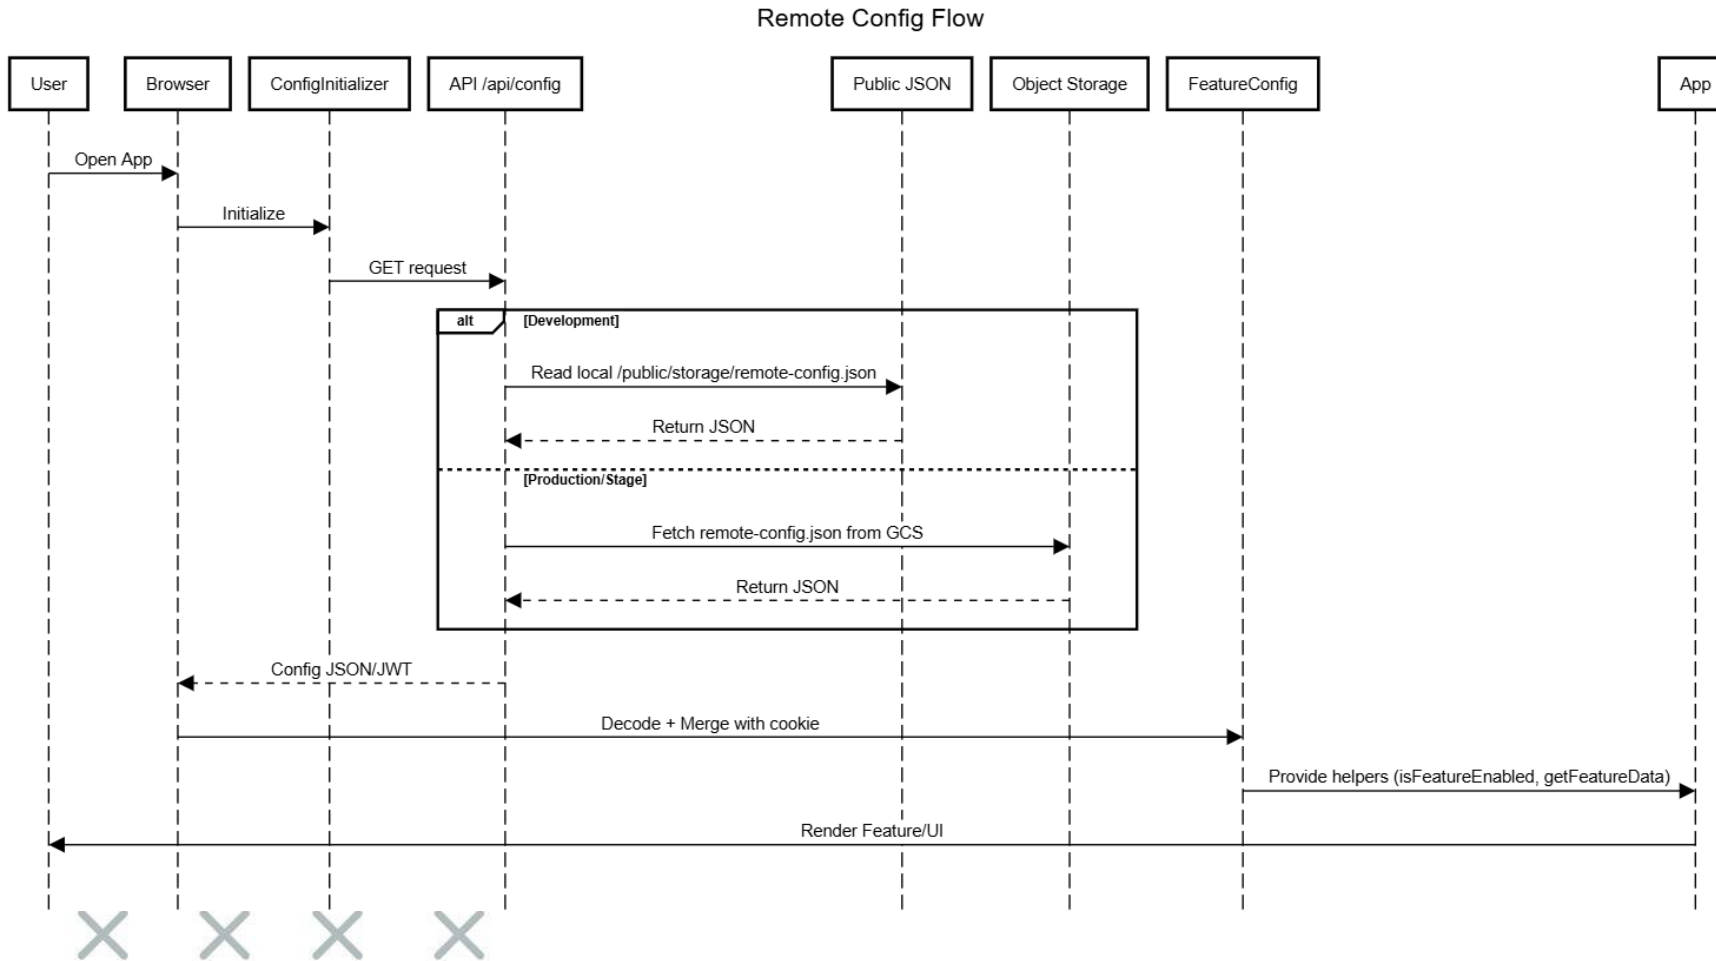 Remote Config Flow
User
Browser
ConfigInitializer
API /api/config
Public JSON
Object Storage
FeatureConfig
App
Open App
Initialize
GET request
alt
[Development]
Read local /public/storage/remote-config.json
Return JSON
[Production/Stage]
Fetch remote-config.json from GCS
Return JSON
Config JSON/JWT
Decode + Merge with cookie
Provide helpers (isFeatureEnabled, getFeatureData)
Render Feature/UI